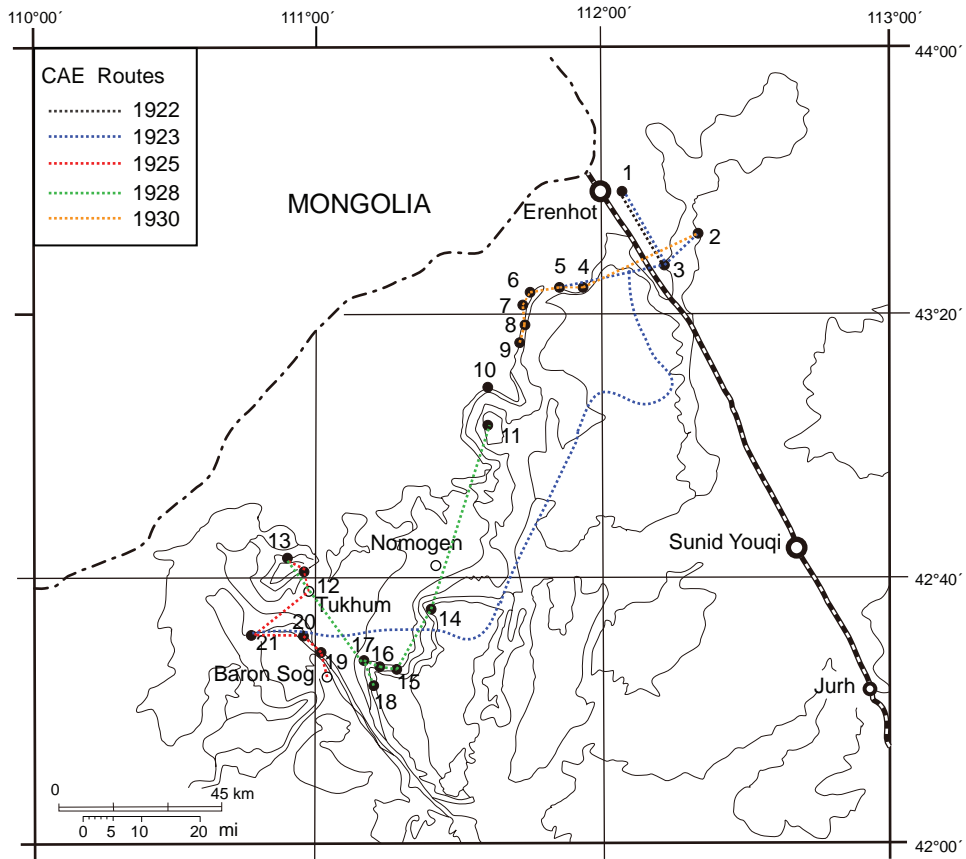 110°00´ 111°00´ 112°00´ 113°00´
44°00´
CAE Routes
1922
1923
1925
1928
1930
MONGOLIA
Erenhot
1
2
3
4
5
6
7
43°20´
8
9
10
11
Nomogen
Sunid Youqi
13
12
42°40´
Tukhum
14
20
21
19
17
16
15
Baron Sog
18
Jurh
0 45 km
0 5 10 20 mi
42°00´